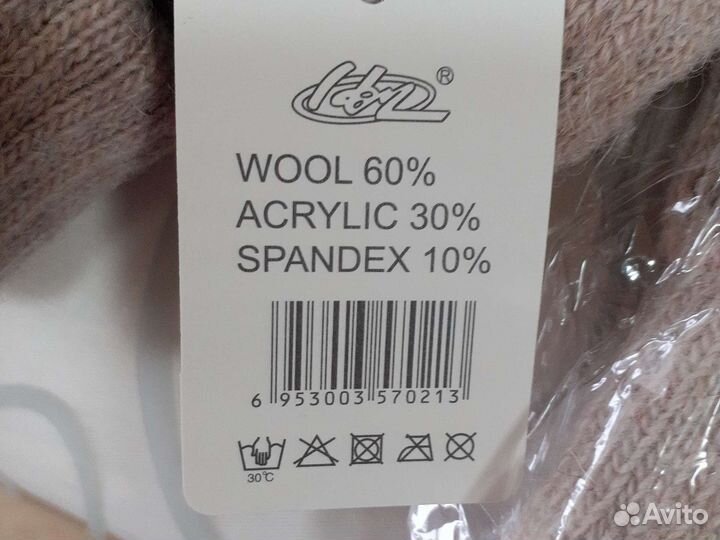 ®
WOOL 60%
ACRYLIC 30%
SPANDEX 10%
6 953003 570213
30°C
Avito